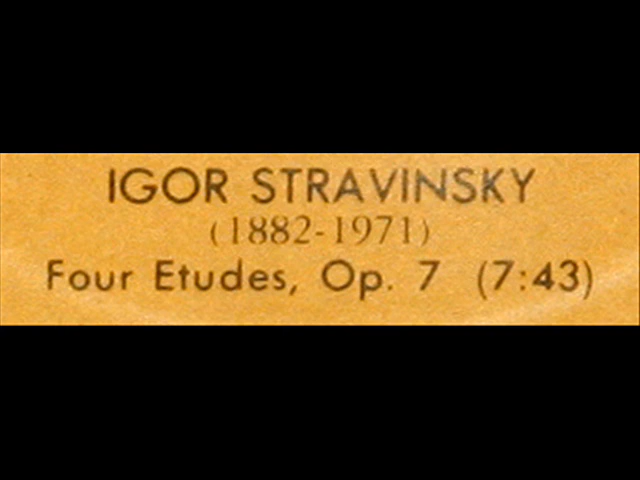 IGOR STRAVINSKY
(1882-1971)
Four Etudes, Op. 7 (7:43)